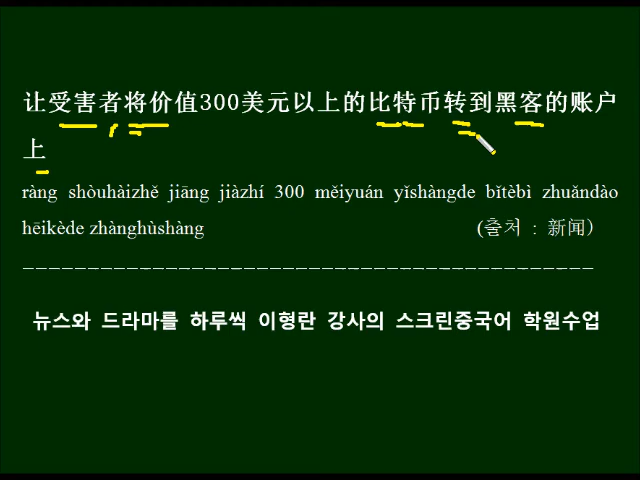 让受害者将价值300美元以上的比特币转到黑客的账户
上
ràng shòuhàizhě jiāng jiàzhí 300 měiyuán yǐshàngde bǐtèbì zhuǎndào
hēikède zhànghùshàng (출처 : 新闻)
뉴스와 드라마를 하루씩 이형란 강사의 스크린중국어 학원수업